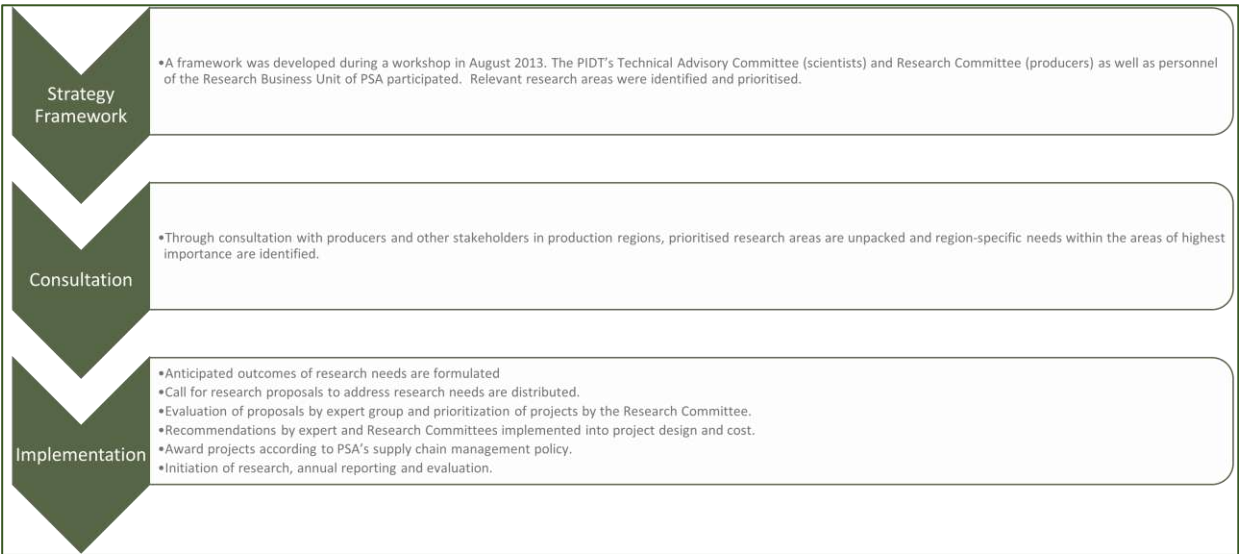 Strategy
Framework
•A framework was developed during a workshop in August 2013. The PIDT's Technical Advisory Committee (scientists) and Research Committee (producers) as well as personnel
of the Research Business Unit of PSA participated.  Relevant research areas were identified and prioritised.
Consultation
•Through consultation with producers and other stakeholders in production regions, prioritised research areas are unpacked and region-specific needs within the areas of highest
importance are identified.
Implementation
•Anticipated outcomes of research needs are formulated
•Call for research proposals to address research needs are distributed.
•Evaluation of proposals by expert group and prioritization of projects by the Research Committee.
•Recommendations by expert and Research Committees implemented into project design and cost.
•Award projects according to PSA's supply chain management policy.
•Initiation of research, annual reporting and evaluation.